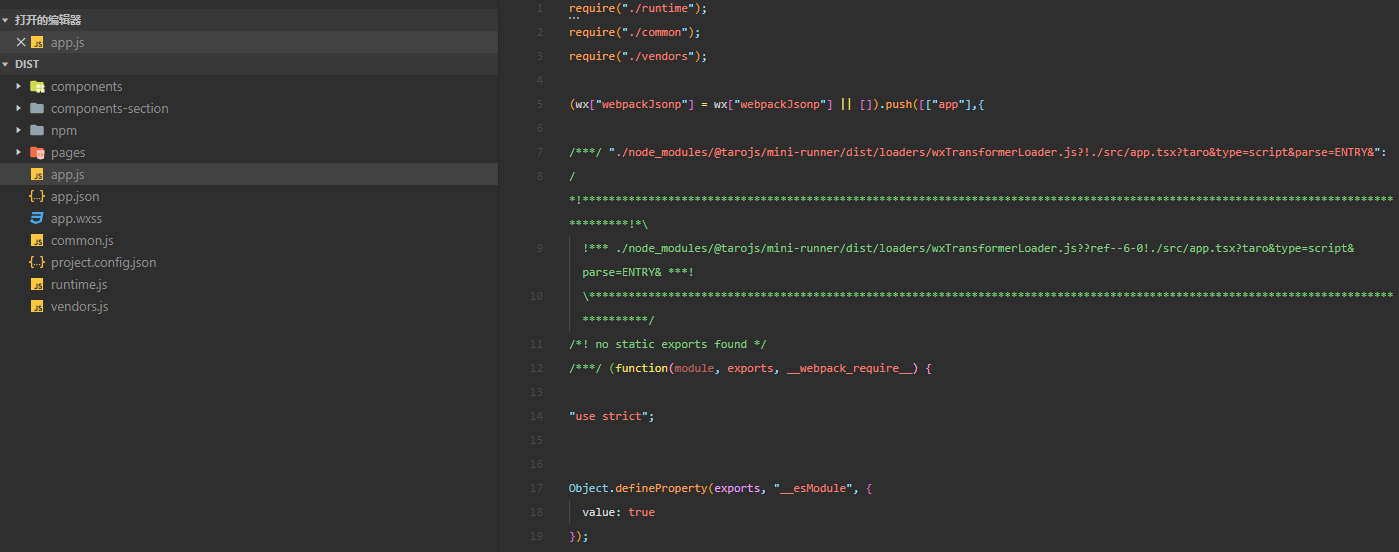 打开的编辑器
app.js
DIST
components
components-section
npm
pages
app.js
app.json
app.wxss
common.js
project.config.json
runtime.js
vendors.js
1 require("./runtime");
2 require("./common");
3 require("./vendors");
4
5 (wx["webpackJsonp"] = wx["webpackJsonp"] || []).push([["app"],{
6
7 /***/ "./node_modules/@tarojs/mini-runner/dist/loaders/wxTransformerLoader.js?!./src/app.tsx?taro&type=script&parse=ENTRY&":
8 /
*!***************************************************************************************************************************
*********!*\
9 !*** ./node_modules/@tarojs/mini-runner/dist/loaders/wxTransformerLoader.js??ref--6-0!./src/app.tsx?taro&type=script&
parse=ENTRY& ***!
10 \**************************************************************************************************************************
**********/
11 /*! no static exports found */
12 /***/ (function(module, exports, __webpack_require__) {
13
14 "use strict";
15
16
17 Object.defineProperty(exports, "__esModule", {
18 value: true
19 });